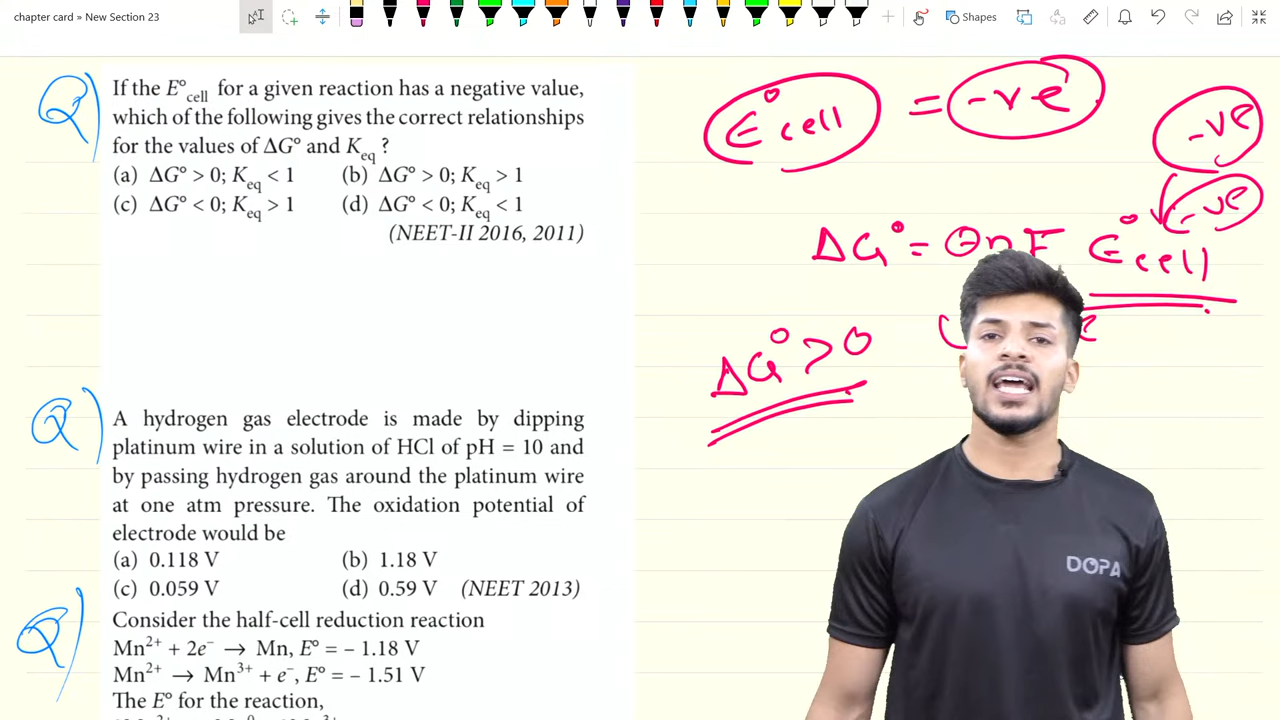 chapter card » New Section 23
Shapes
Q)
If the E°cell for a given reaction has a negative value,
which of the following gives the correct relationships
for the values of ΔG° and Keq ?
(a) ΔG° > 0; Keq < 1 (b) ΔG° > 0; Keq > 1
(c) ΔG° < 0; Keq > 1 (d) ΔG° < 0; Keq < 1
(NEET-II 2016, 2011)
E°cell = -ve
-ve
-ve
ΔG° = -nF E°cell
ΔG° > 0
Q)
A hydrogen gas electrode is made by dipping
platinum wire in a solution of HCl of pH = 10 and
by passing hydrogen gas around the platinum wire
at one atm pressure. The oxidation potential of
electrode would be
(a) 0.118 V (b) 1.18 V
(c) 0.059 V (d) 0.59 V (NEET 2013)
Q)
Consider the half-cell reduction reaction
Mn²⁺ + 2e⁻ → Mn, E° = – 1.18 V
Mn²⁺ → Mn³⁺ + e⁻, E° = – 1.51 V
The E° for the reaction,
DOPA